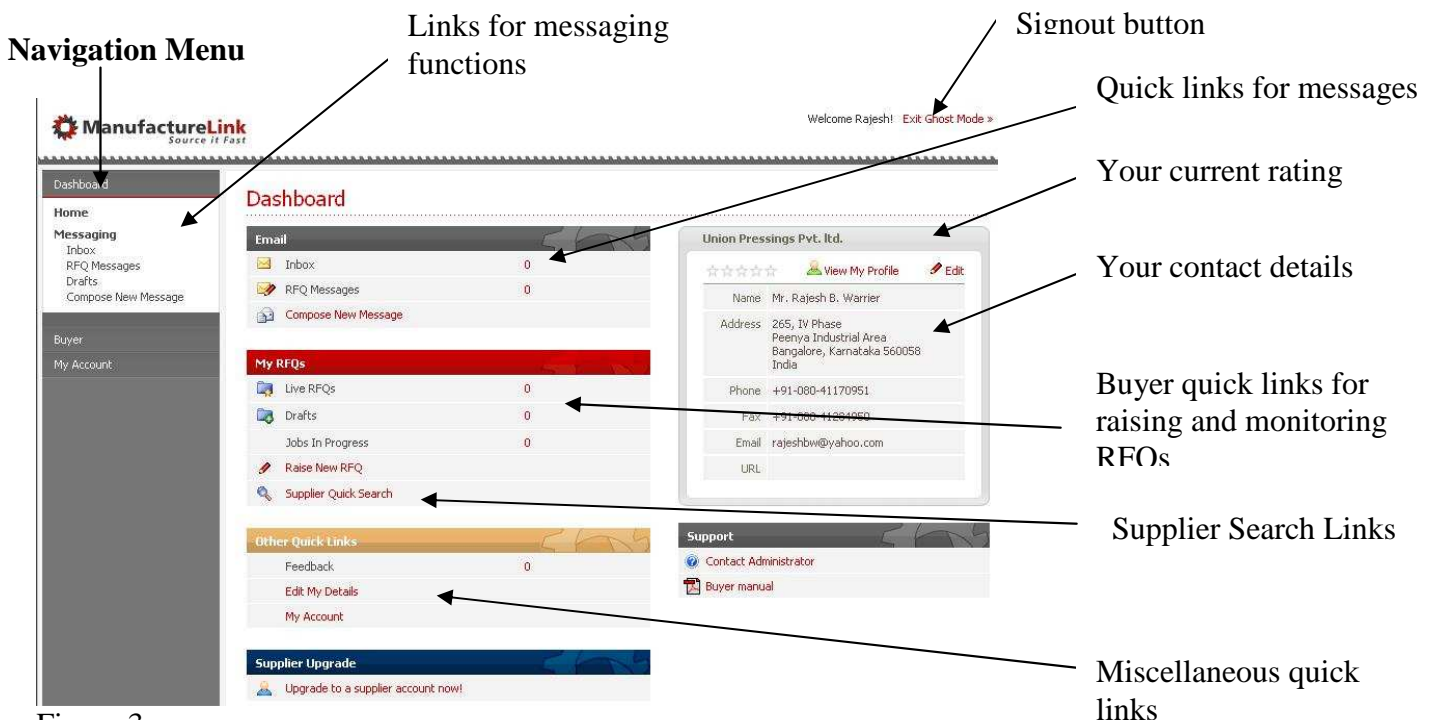 Links for messaging
functions
Signout button
Navigation Menu
Quick links for messages
ManufactureLink
Source it Fast
Welcome Rajesh! Exit Ghost Mode »
Your current rating
Your contact details
Buyer quick links for
raising and monitoring
RFQs
Supplier Search Links
Miscellaneous quick
links
Dashboard
Home
Messaging
Inbox
RFQ Messages
Drafts
Compose New Message
Buyer
My Account
Dashboard
Email
Inbox 0
RFQ Messages 0
Compose New Message
My RFQs
Live RFQs 0
Drafts 0
Jobs In Progress 0
Raise New RFQ
Supplier Quick Search
Other Quick Links
Feedback 0
Edit My Details
My Account
Supplier Upgrade
Upgrade to a supplier account now!
Union Pressings Pvt. ltd.
View My Profile Edit
Name Mr. Rajesh B. Warrier
Address 265, IV Phase
Peenya Industrial Area
Bangalore, Karnataka 560058
India
Phone +91-080-41170951
Fax
Email rajeshbw@yahoo.com
URL
Support
Contact Administrator
Buyer manual
Figure 3